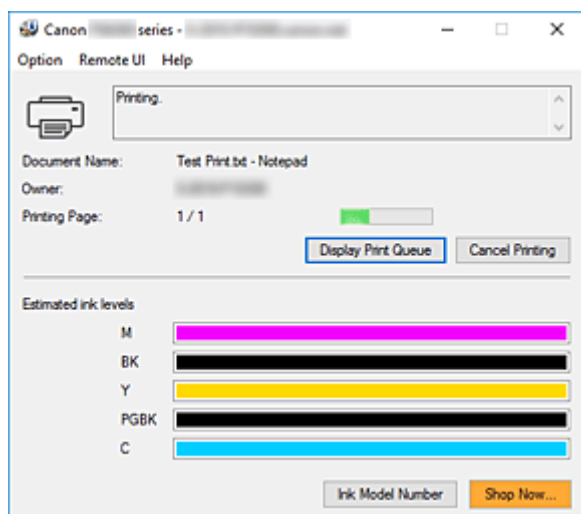 Canon series -
Option Remote UI Help
Printing.
Document Name: Test Print.txt - Notepad
Owner:
Printing Page: 1 / 1
Display Print Queue Cancel Printing
Estimated ink levels
M
BK
Y
PGBK
C
Ink Model Number Shop Now...